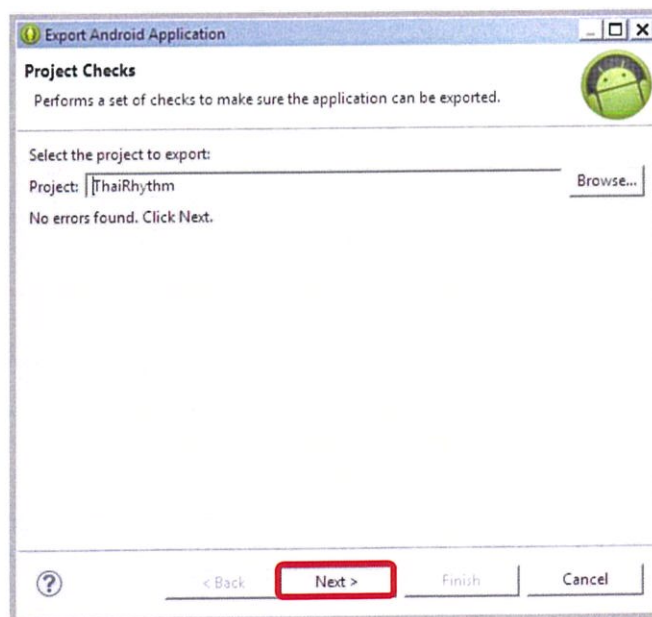 Export Android Application
Project Checks
Performs a set of checks to make sure the application can be exported.
Select the project to export:
Project: ThaiRhythm Browse...
No errors found. Click Next.
? < Back Next > Finish Cancel